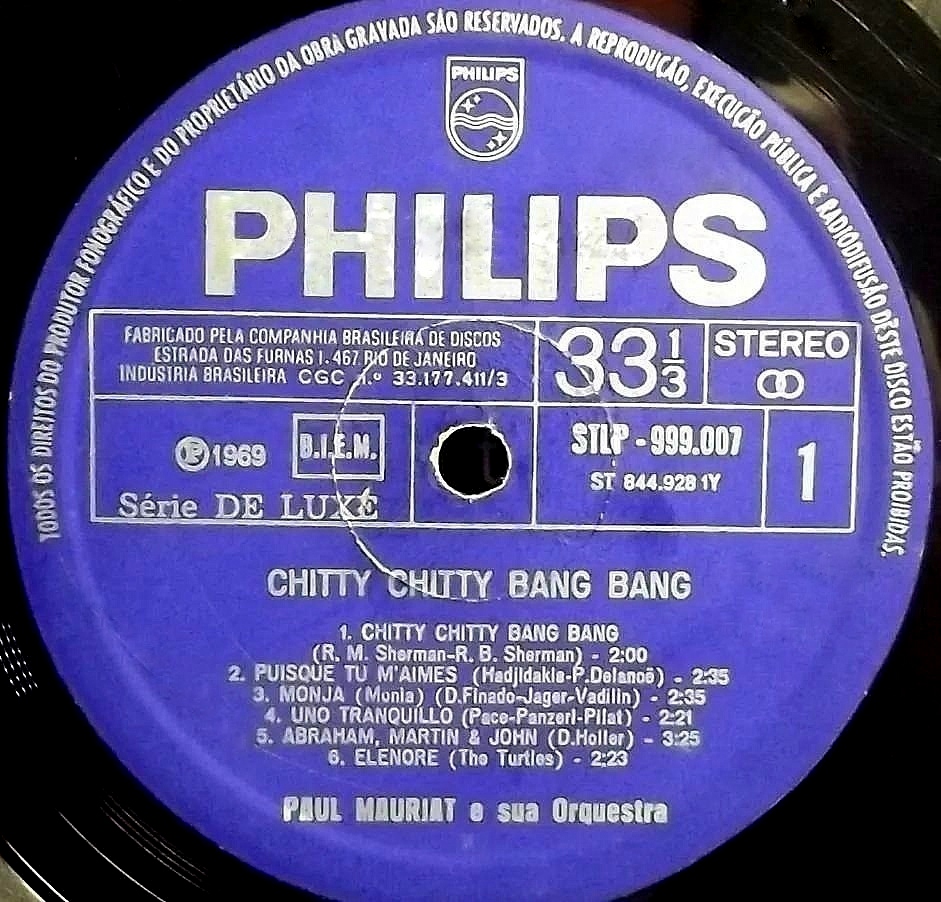 TODOS OS DIREITOS DO PRODUTOR FONOGRÁFICO E DO PROPRIETÁRIO DA OBRA GRAVADA SÃO RESERVADOS. A REPRODUÇÃO, EXECUÇÃO PÚBLICA E RADIODIFUSÃO DÊSTE DISCO ESTÃO PROIBIDAS.
PHILIPS
PHILIPS
FABRICADO PELA COMPANHIA BRASILEIRA DE DISCOS
ESTRADA DAS FURNAS 1.467 RIO DE JANEIRO
INDUSTRIA BRASILEIRA CGC n.º 33.177.411/3
33 1/3
STEREO
Ⓟ1969
B.I.E.M.
Série DE LUXE
STLP - 999.007
ST 844.928 1Y
1
CHITTY CHITTY BANG BANG
1. CHITTY CHITTY BANG BANG
(R. M. Sherman-R. B. Sherman) - 2:00
2. PUISQUE TU M'AIMES (Hadjidakis-P.Delanoë) - 2:35
3. MONJA (Monia) (D.Finado-Jager-Vadilin) - 2:35
4. UNO TRANQUILLO (Pace-Panzeri-Pilat) - 2:21
5. ABRAHAM, MARTIN & JOHN (D.Holler) - 3:25
6. ELENORE (The Turtles) - 2:23
PAUL MAURIAT e sua Orquestra